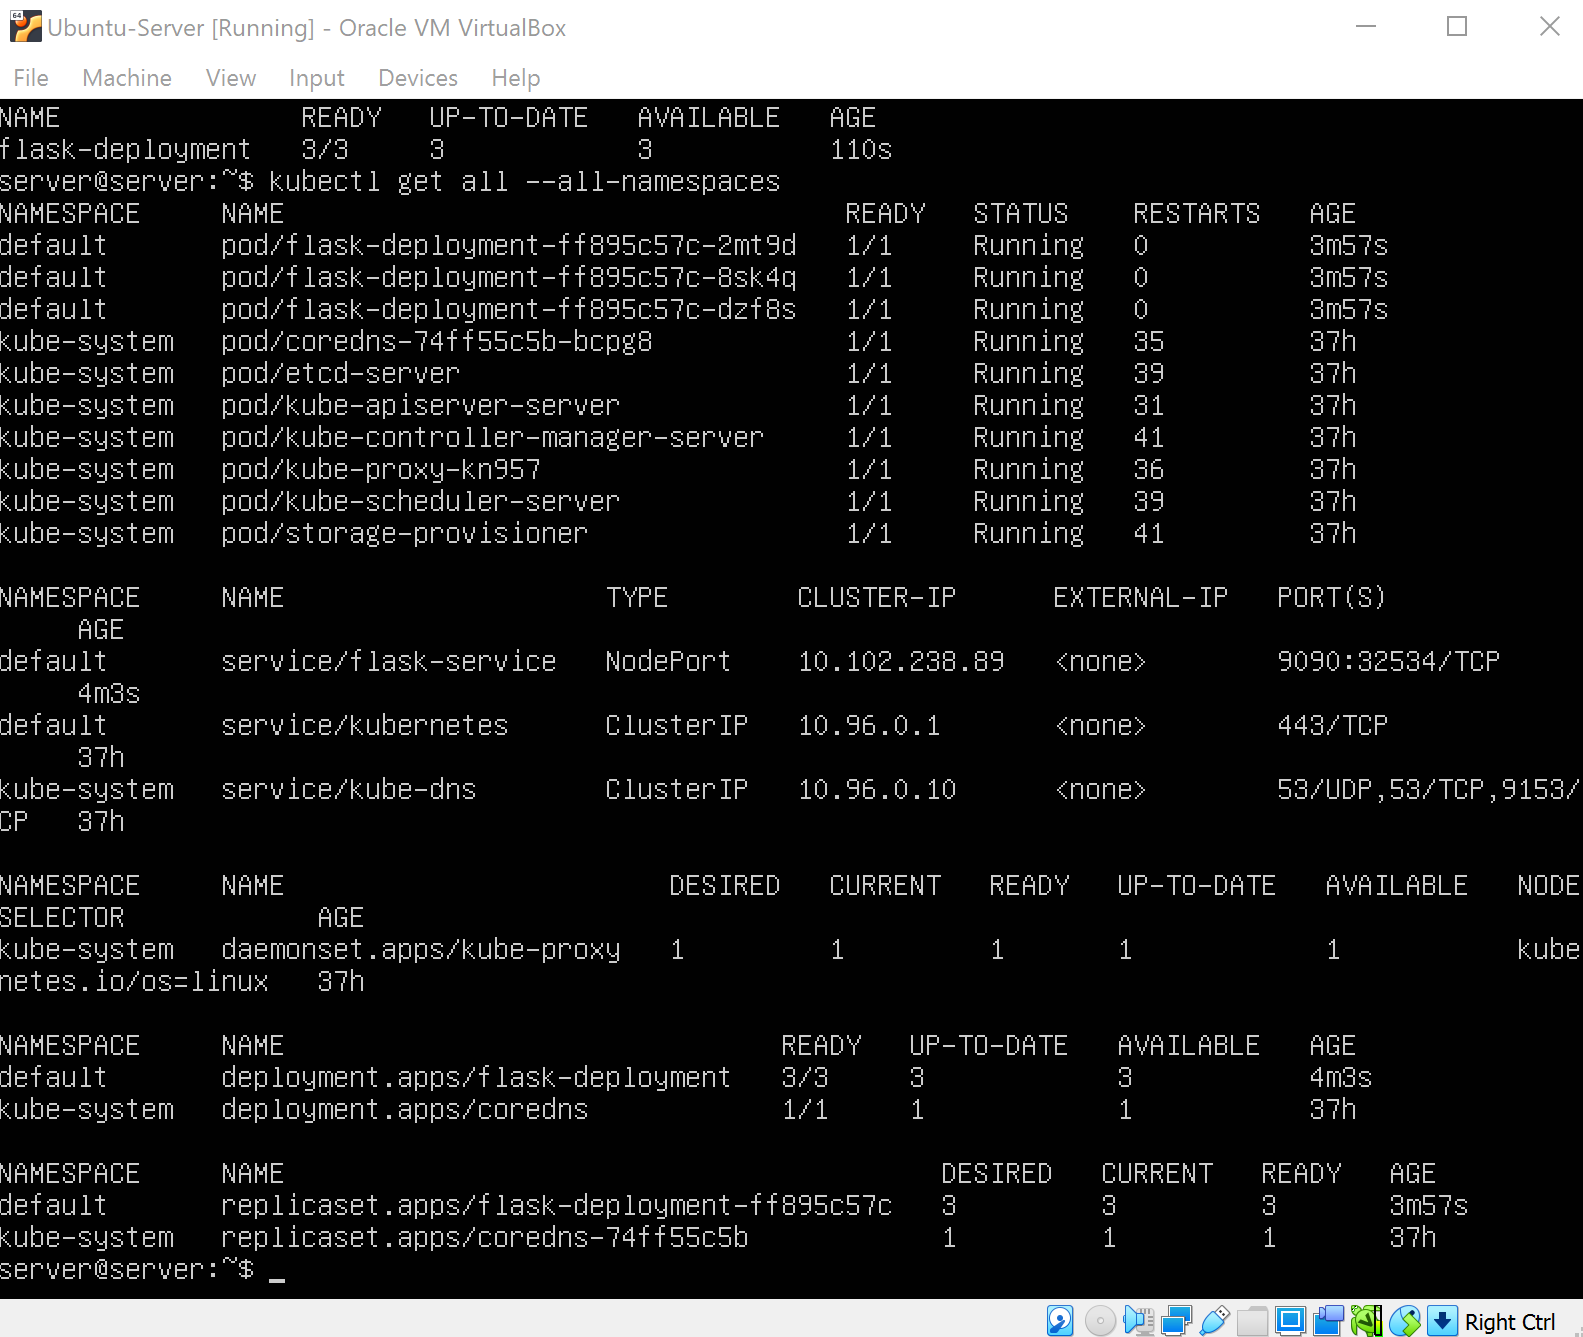 Ubuntu-Server [Running] - Oracle VM VirtualBox
File Machine View Input Devices Help
NAME READY UP-TO-DATE AVAILABLE AGE
flask-deployment 3/3 3 3 110s
server@server:~$ kubectl get all --all-namespaces
NAMESPACE NAME READY STATUS RESTARTS AGE
default pod/flask-deployment-ff895c57c-2mt9d 1/1 Running 0 3m57s
default pod/flask-deployment-ff895c57c-8sk4q 1/1 Running 0 3m57s
default pod/flask-deployment-ff895c57c-dzf8s 1/1 Running 0 3m57s
kube-system pod/coredns-74ff55c5b-bcpg8 1/1 Running 35 37h
kube-system pod/etcd-server 1/1 Running 39 37h
kube-system pod/kube-apiserver-server 1/1 Running 31 37h
kube-system pod/kube-controller-manager-server 1/1 Running 41 37h
kube-system pod/kube-proxy-kn957 1/1 Running 36 37h
kube-system pod/kube-scheduler-server 1/1 Running 39 37h
kube-system pod/storage-provisioner 1/1 Running 41 37h
NAMESPACE NAME TYPE CLUSTER-IP EXTERNAL-IP PORT(S)
AGE
default service/flask-service NodePort 10.102.238.89 <none> 9090:32534/TCP
4m3s
default service/kubernetes ClusterIP 10.96.0.1 <none> 443/TCP
37h
kube-system service/kube-dns ClusterIP 10.96.0.10 <none> 53/UDP,53/TCP,9153/
CP 37h
NAMESPACE NAME DESIRED CURRENT READY UP-TO-DATE AVAILABLE NODE
SELECTOR AGE
kube-system daemonset.apps/kube-proxy 1 1 1 1 1 kube
netes.io/os=linux 37h
NAMESPACE NAME READY UP-TO-DATE AVAILABLE AGE
default deployment.apps/flask-deployment 3/3 3 3 4m3s
kube-system deployment.apps/coredns 1/1 1 1 37h
NAMESPACE NAME DESIRED CURRENT READY AGE
default replicaset.apps/flask-deployment-ff895c57c 3 3 3 3m57s
kube-system replicaset.apps/coredns-74ff55c5b 1 1 1 37h
server@server:~$ _
Right Ctrl